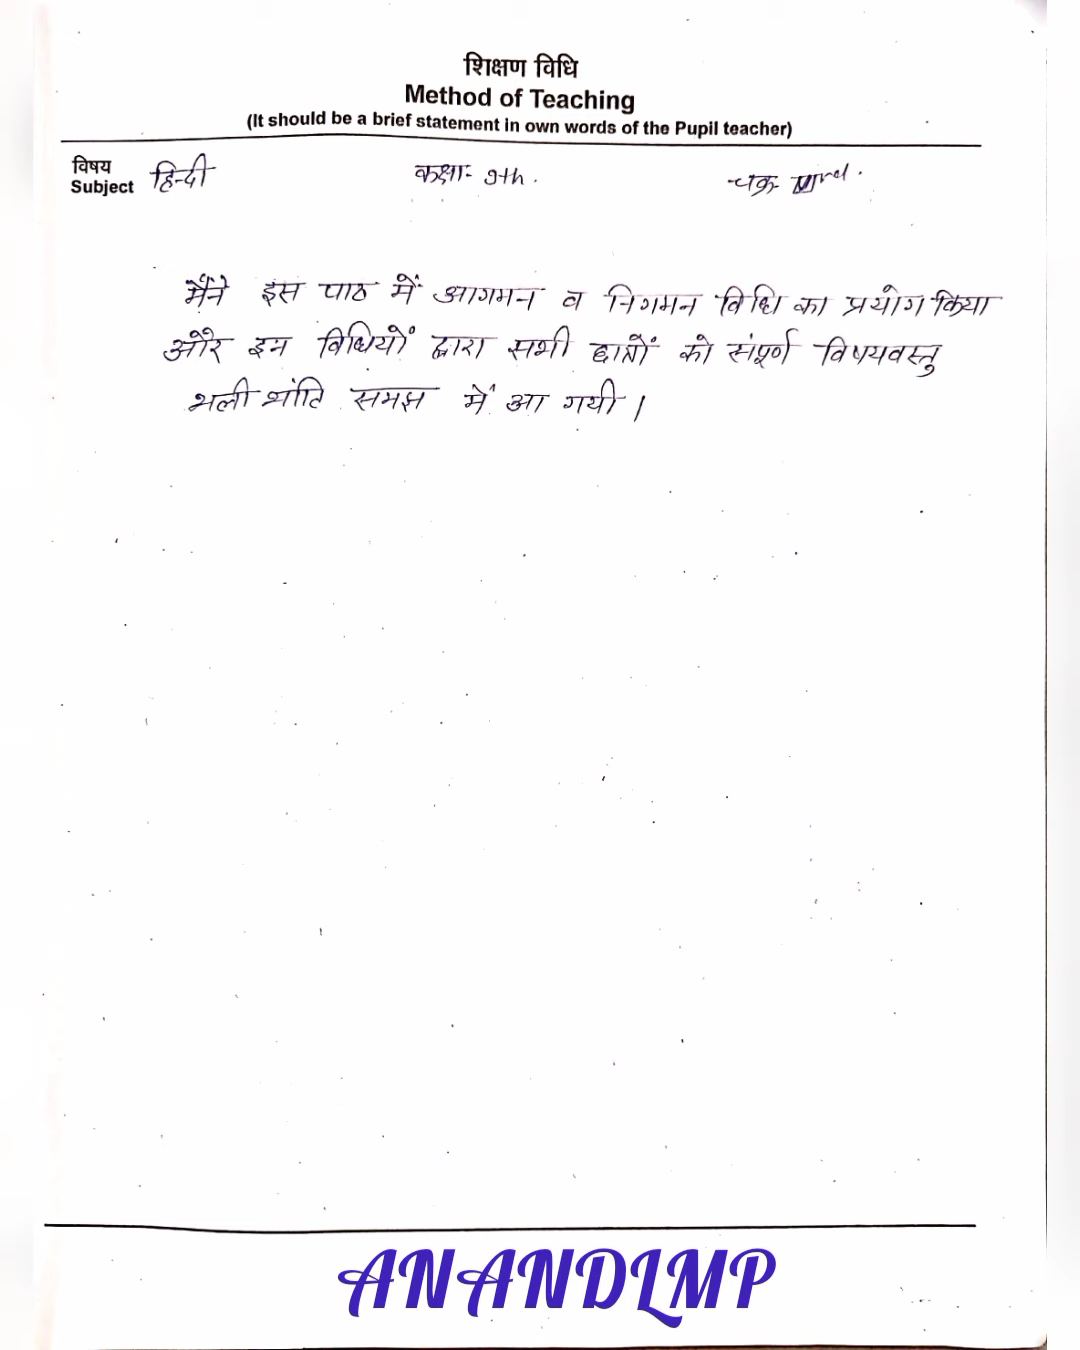 शिक्षण विधि
Method of Teaching
(It should be a brief statement in own words of the Pupil teacher)
विषय
Subject हिन्दी कक्षा- 9th. चक्र-
मैंने इस पाठ में आगमन व निगमन विधि का प्रयोग किया
और इन विधियों द्वारा सभी छात्रों को संपूर्ण विषयवस्तु
भली भांति समझ में आ गयी।
ANANDLMP